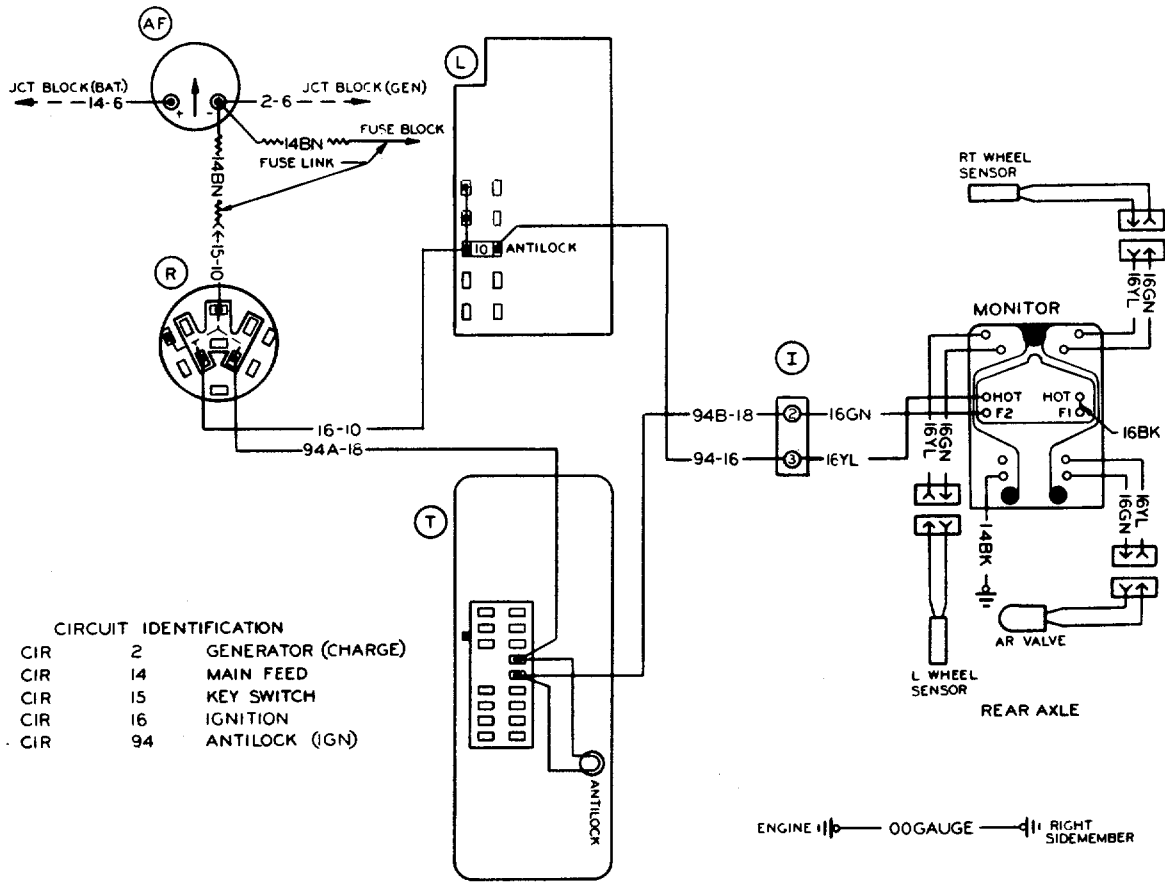 AF
JCT BLOCK (BAT.)
14-6
+
-
2-6
JCT BLOCK (GEN)
14BN
FUSE BLOCK
FUSE LINK
14BN
15-10
R
L
10
ANTILOCK
16-10
94A-18
T
ANTILOCK
I
94B-18
2
16GN
94-16
3
16YL
RT WHEEL
SENSOR
16YL
16GN
MONITOR
HOT
HOT
F2
F1
16BK
16YL
16GN
14BK
16YL
16GN
L WHEEL
SENSOR
AR VALVE
REAR AXLE
CIRCUIT IDENTIFICATION
CIR 2 GENERATOR (CHARGE)
CIR 14 MAIN FEED
CIR 15 KEY SWITCH
CIR 16 IGNITION
CIR 94 ANTILOCK (IGN)
ENGINE
00GAUGE
RIGHT
SIDEMEMBER